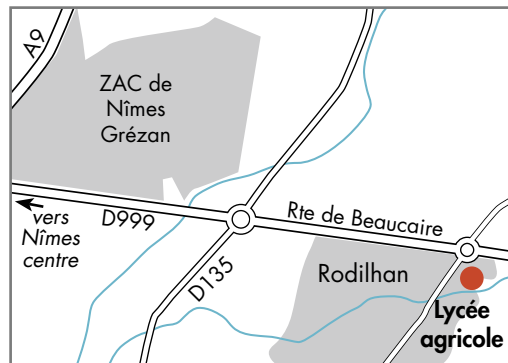 A9
ZAC de
Nîmes
Grézan
D999
vers
Nîmes
centre
Rte de Beaucaire
D135
Rodilhan
Lycée
agricole